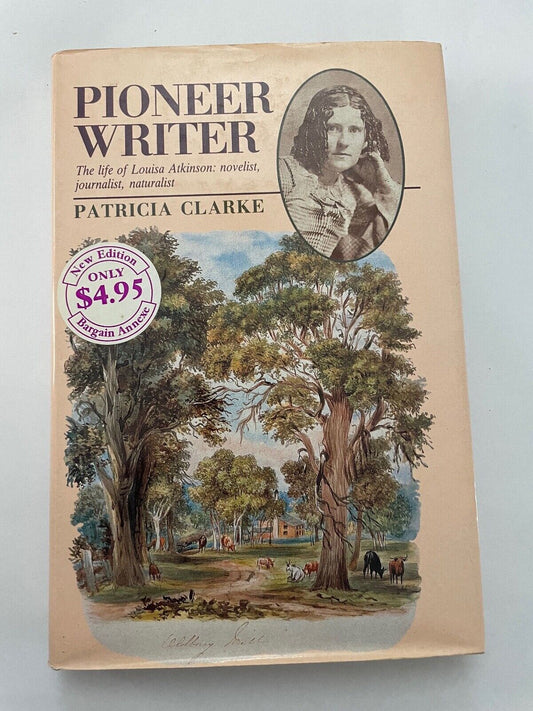 PIONEER
WRITER
The life of Louisa Atkinson: novelist,
journalist, naturalist
PATRICIA CLARKE
New Edition
ONLY
$4.95
Bargain Annexe